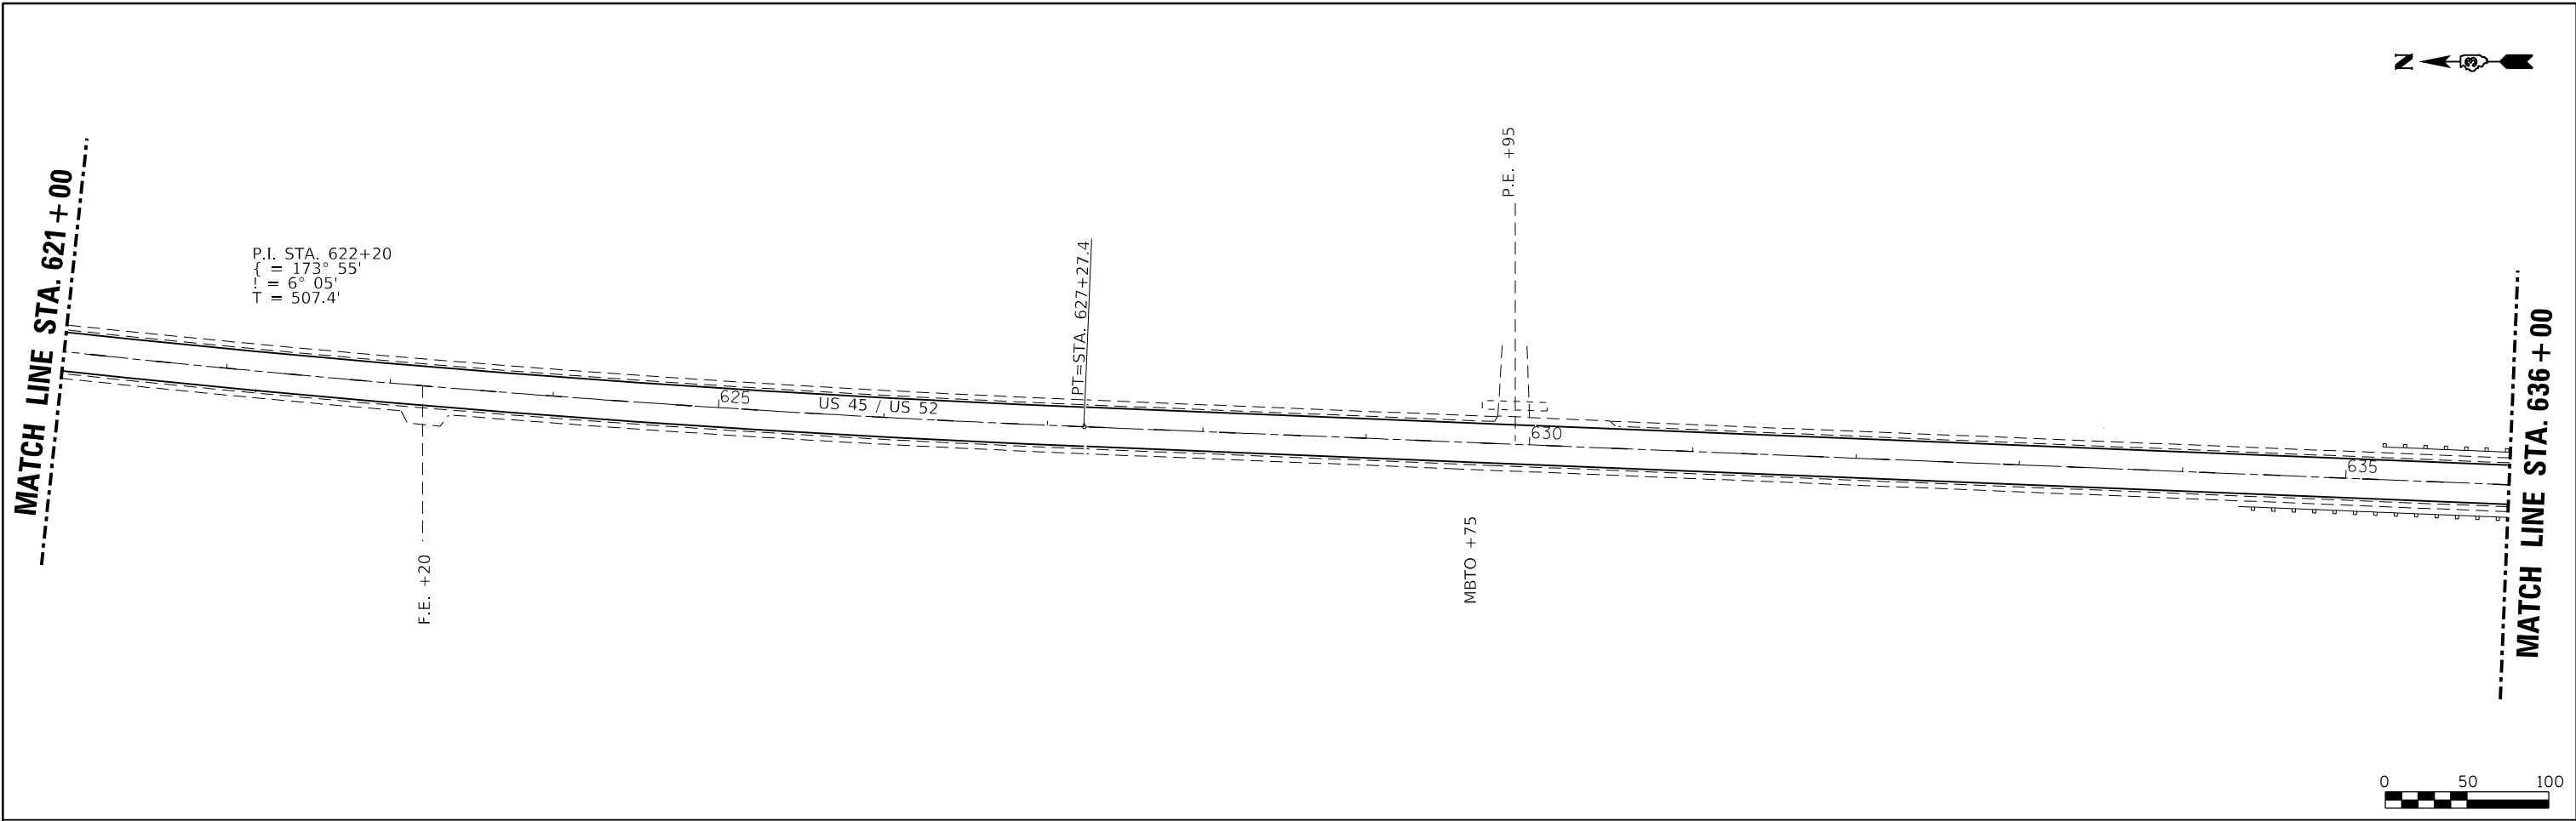 N
3
MATCH LINE STA. 621+00
P.I. STA. 622+20
{ = 173° 55'
! = 6° 05'
T = 507.4'
F.E. +20
625
US 45 / US 52
PT=STA. 627+27.4
P.E. +95
630
MBTO +75
635
MATCH LINE STA. 636+00
0 50 100